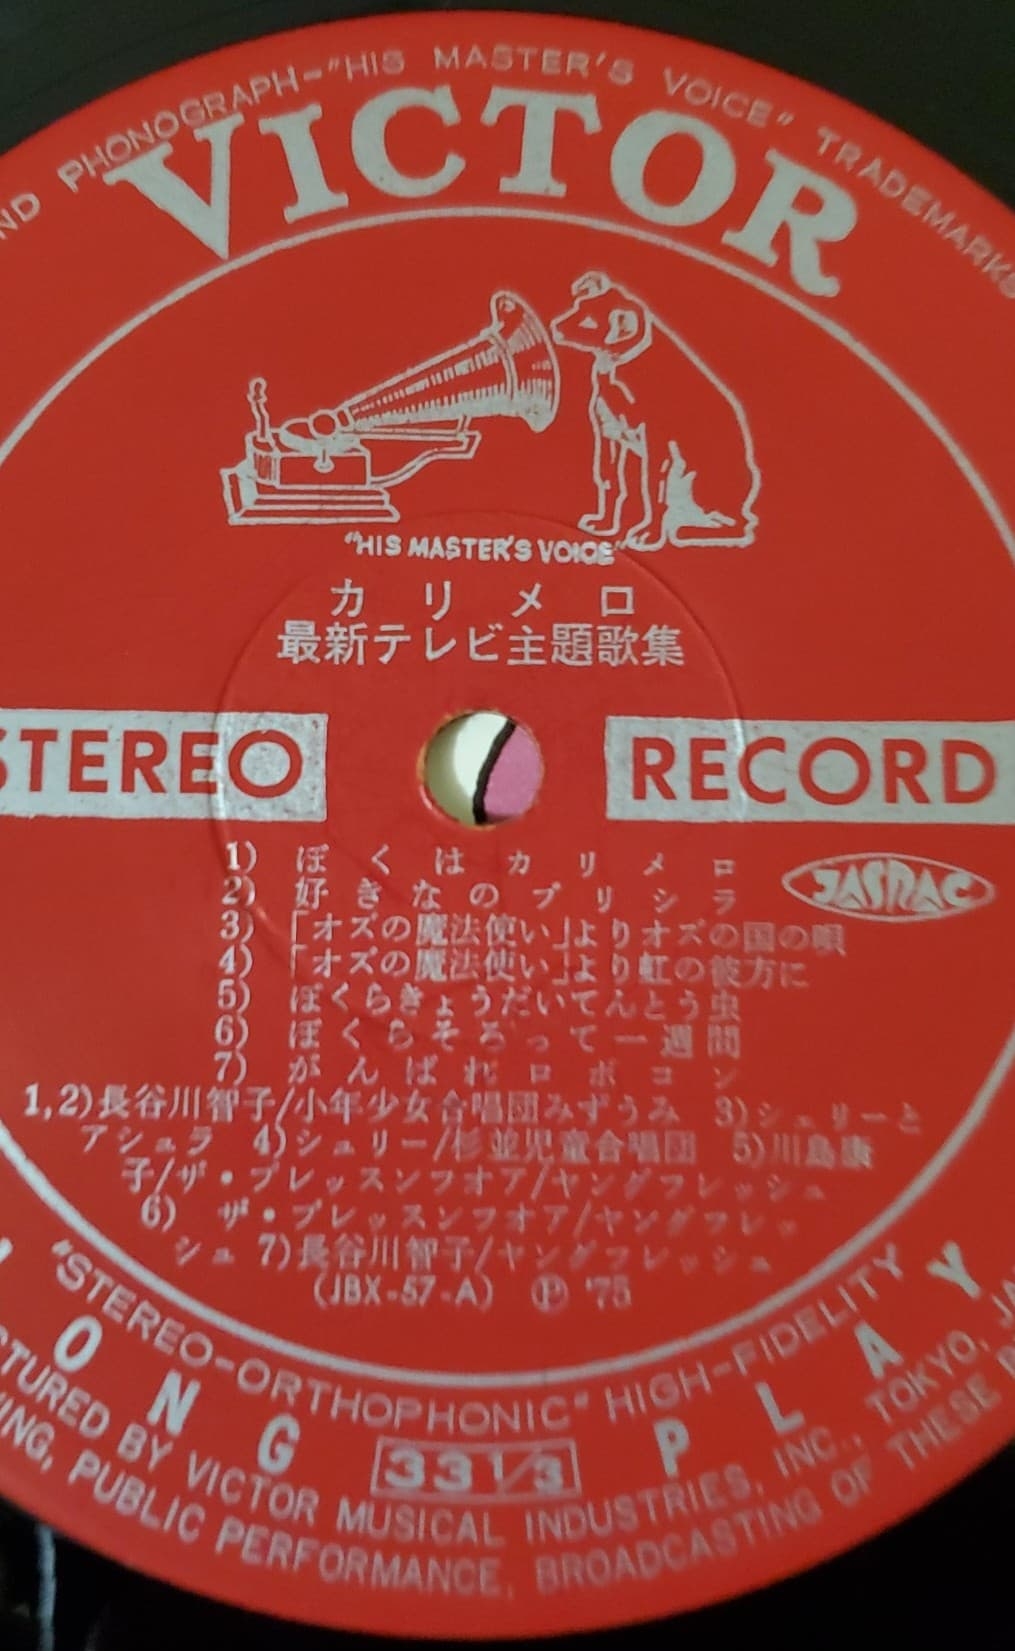 ND PHONOGRAPH-"HIS MASTER'S VOICE" TRADEMARKS
VICTOR
"HIS MASTER'S VOICE"
カリメロ
最新テレビ主題歌集
STEREO RECORD
1) ぼくはカリメロ
JASRAC
2) 好きなのプリシラ
3) 「オズの魔法使い」よりオズの国の唄
4) 「オズの魔法使い」より虹の彼方に
5) ぼくらきょうだいてんとう虫
6) ぼくらそろって一週間
7) がんばれロボコン
1,2)長谷川智子/小年少女合唱団みずうみ 3)シュリーと
アシュラ 4)シュリー/杉並児童合唱団 5)川島康
子/ザ・ブレッスンフオア/ヤングフレッシュ
6) ザ・ブレッスンフオア/ヤングフレッ
シュ 7)長谷川智子/ヤングフレッシュ
(JBX-57-A) Ⓟ '75
"STEREO-ORTHOPHONIC" HIGH-FIDELITY
LONG PLAY
33 1/3
CTURED BY VICTOR MUSICAL INDUSTRIES, INC., TOKYO, JA
ING, PUBLIC PERFORMANCE, BROADCASTING OF THESE